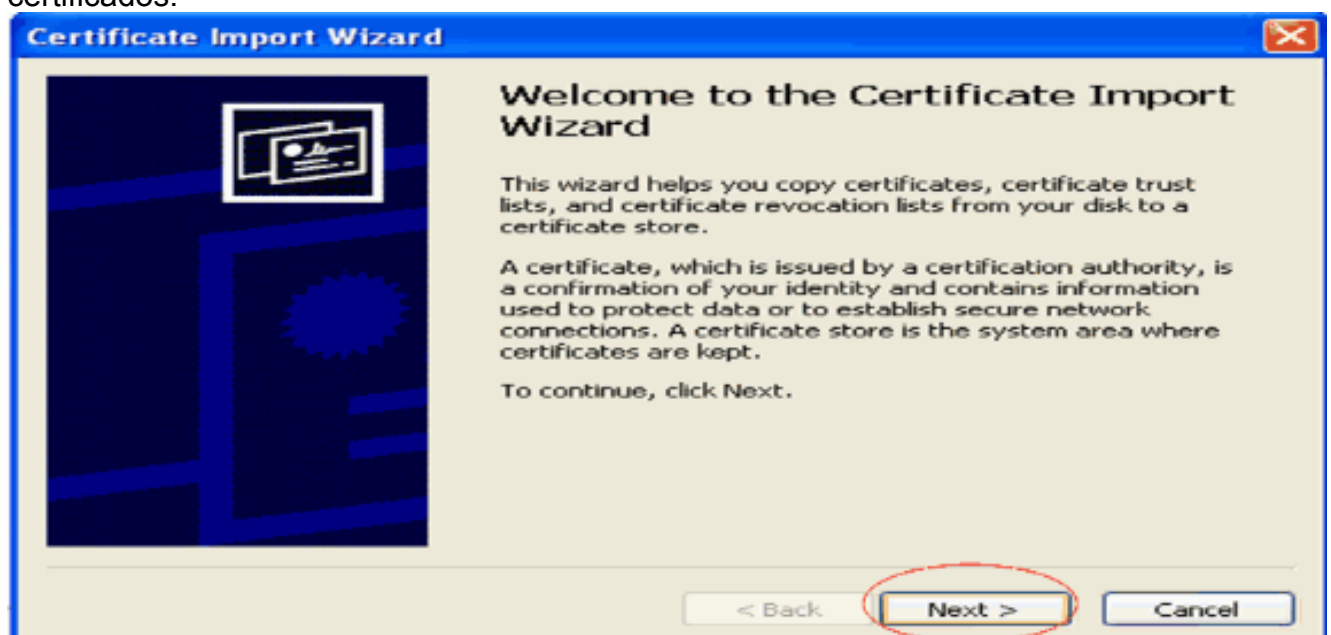 certificados.
Certificate Import Wizard
Welcome to the Certificate Import
Wizard
This wizard helps you copy certificates, certificate trust
lists, and certificate revocation lists from your disk to a
certificate store.
A certificate, which is issued by a certification authority, is
a confirmation of your identity and contains information
used to protect data or to establish secure network
connections. A certificate store is the system area where
certificates are kept.
To continue, click Next.
< Back Next > Cancel